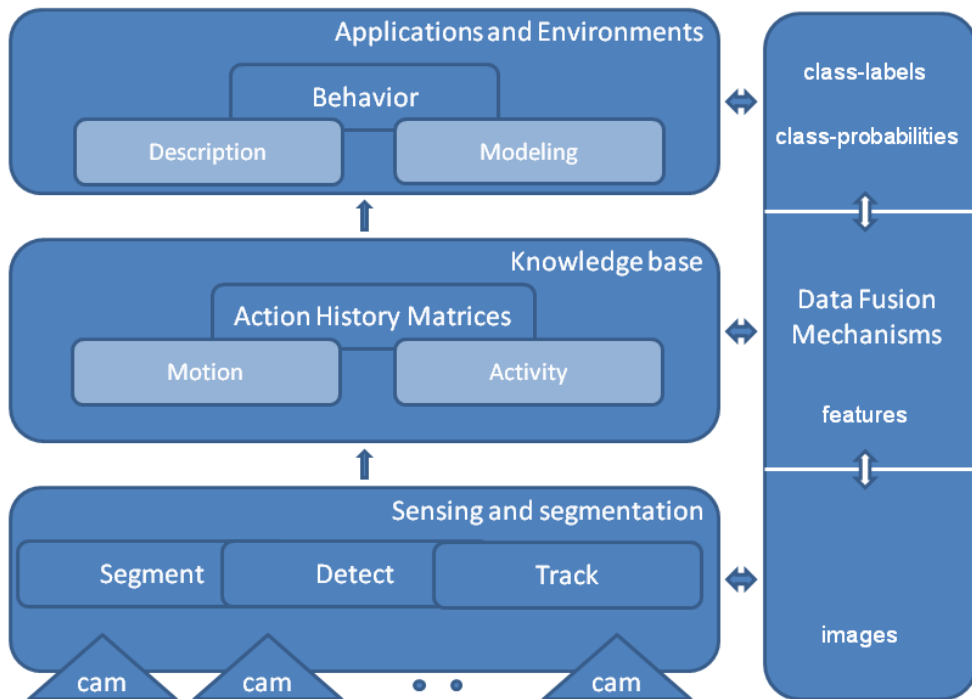 Applications and Environments
Behavior
Description
Modeling
Knowledge base
Action History Matrices
Motion
Activity
Sensing and segmentation
Segment
Detect
Track
cam
cam
cam
class-labels
class-probabilities
Data Fusion
Mechanisms
features
images